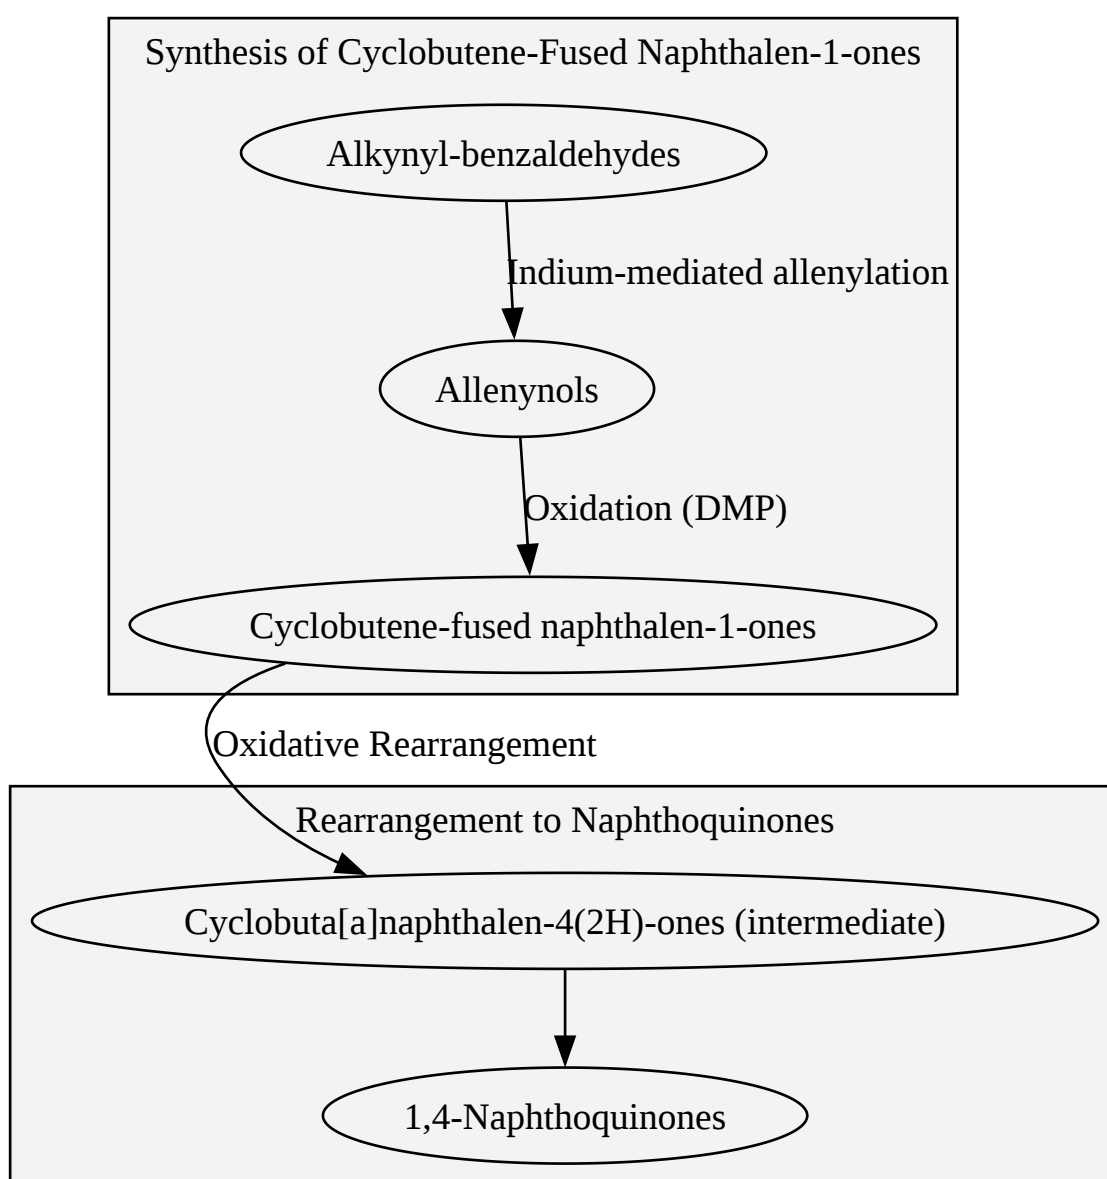 Synthesis of Cyclobutene-Fused Naphthalen-1-ones
Alkynyl-benzaldehydes
Indium-mediated allenylation
Allenynols
Oxidation (DMP)
Cyclobutene-fused naphthalen-1-ones
Oxidative Rearrangement
Rearrangement to Naphthoquinones
Cyclobuta[a]naphthalen-4(2H)-ones (intermediate)
1,4-Naphthoquinones